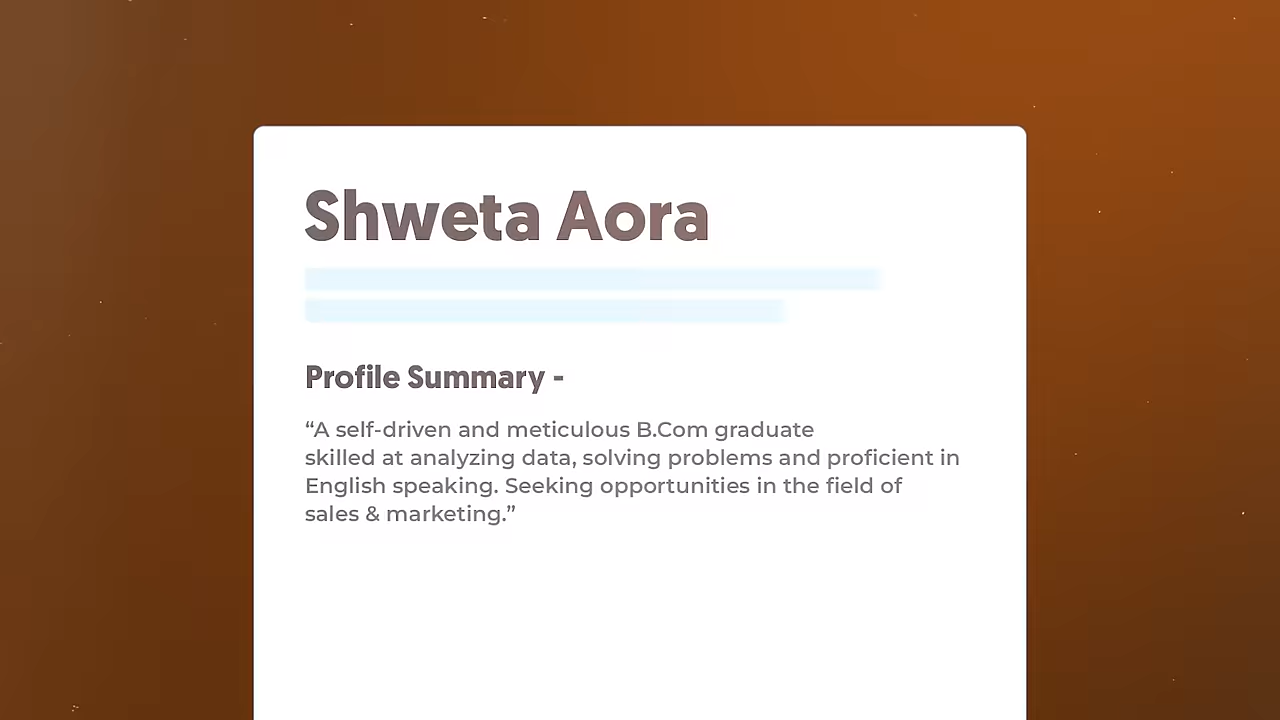 Shweta Aora
Profile Summary -
“A self-driven and meticulous B.Com graduate
skilled at analyzing data, solving problems and proficient in
English speaking. Seeking opportunities in the field of
sales & marketing.”